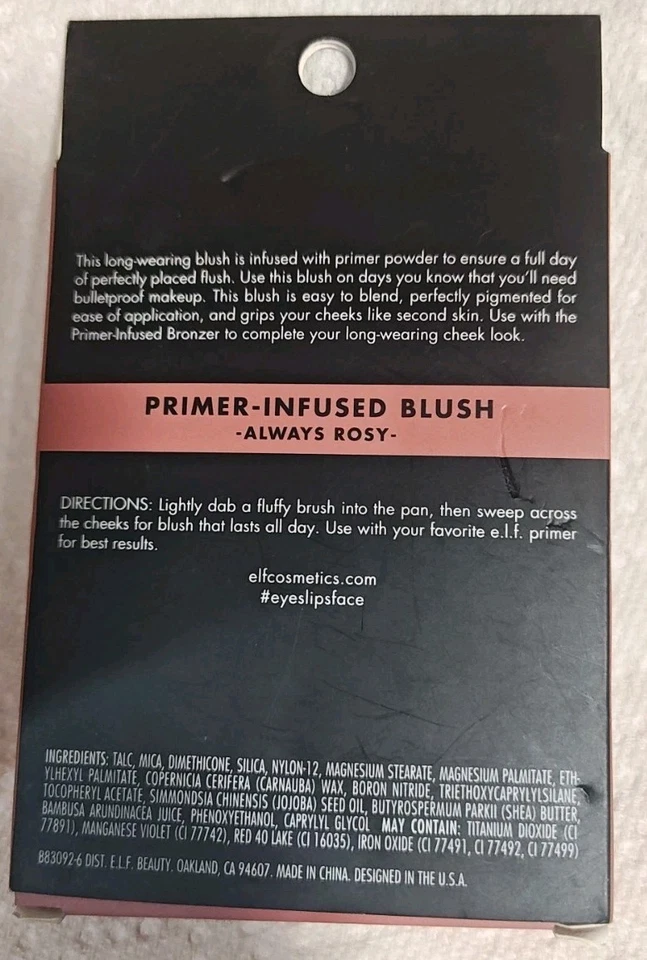 This long-wearing blush is infused with primer powder to ensure a full day
of perfectly placed flush. Use this blush on days you know that you'll need
bulletproof makeup. This blush is easy to blend, perfectly pigmented for
ease of application, and grips your cheeks like second skin. Use with the
Primer-Infused Bronzer to complete your long-wearing cheek look.
PRIMER-INFUSED BLUSH
-ALWAYS ROSY-
DIRECTIONS: Lightly dab a fluffy brush into the pan, then sweep across
the cheeks for blush that lasts all day. Use with your favorite e.l.f. primer
for best results.
elfcosmetics.com
#eyeslipsface
INGREDIENTS: TALC, MICA, DIMETHICONE, SILICA, NYLON-12, MAGNESIUM STEARATE, MAGNESIUM PALMITATE, ETH-
YLHEXYL PALMITATE, COPERNICIA CERIFERA (CARNAUBA) WAX, BORON NITRIDE, TRIETHOXYCAPRYLYLSILANE,
TOCOPHERYL ACETATE, SIMMONDSIA CHINENSIS (JOJOBA) SEED OIL, BUTYROSPERMUM PARKII (SHEA) BUTTER,
BAMBUSA ARUNDINACEA JUICE, PHENOXYETHANOL, CAPRYLYL GLYCOL MAY CONTAIN: TITANIUM DIOXIDE (CI
77891), MANGANESE VIOLET (CI 77742), RED 40 LAKE (CI 16035), IRON OXIDE (CI 77491, CI 77492, CI 77499)
B83092-6 DIST. E.L.F. BEAUTY. OAKLAND, CA 94607. MADE IN CHINA. DESIGNED IN THE U.S.A.